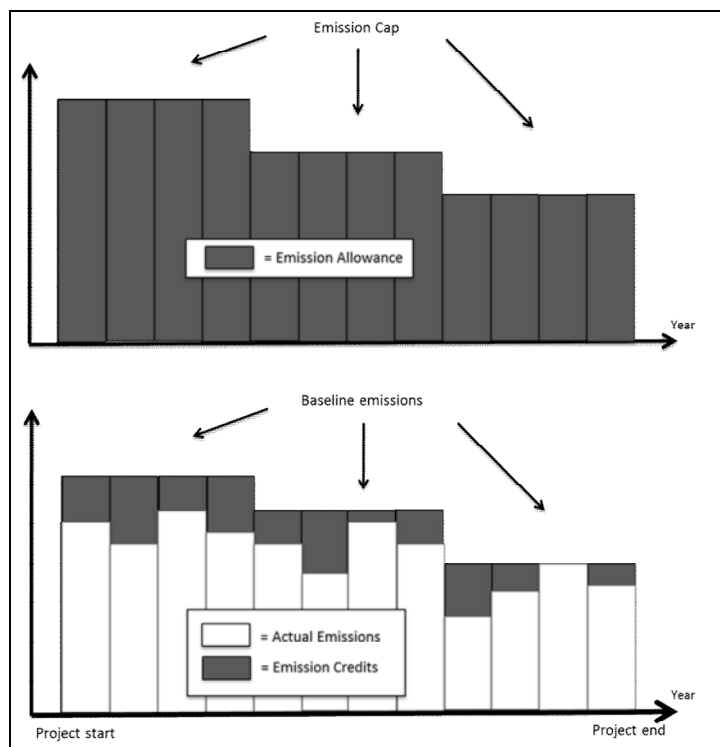 Emission Cap
= Emission Allowance
Year
Baseline emissions
= Actual Emissions
= Emission Credits
Year
Project start
Project end